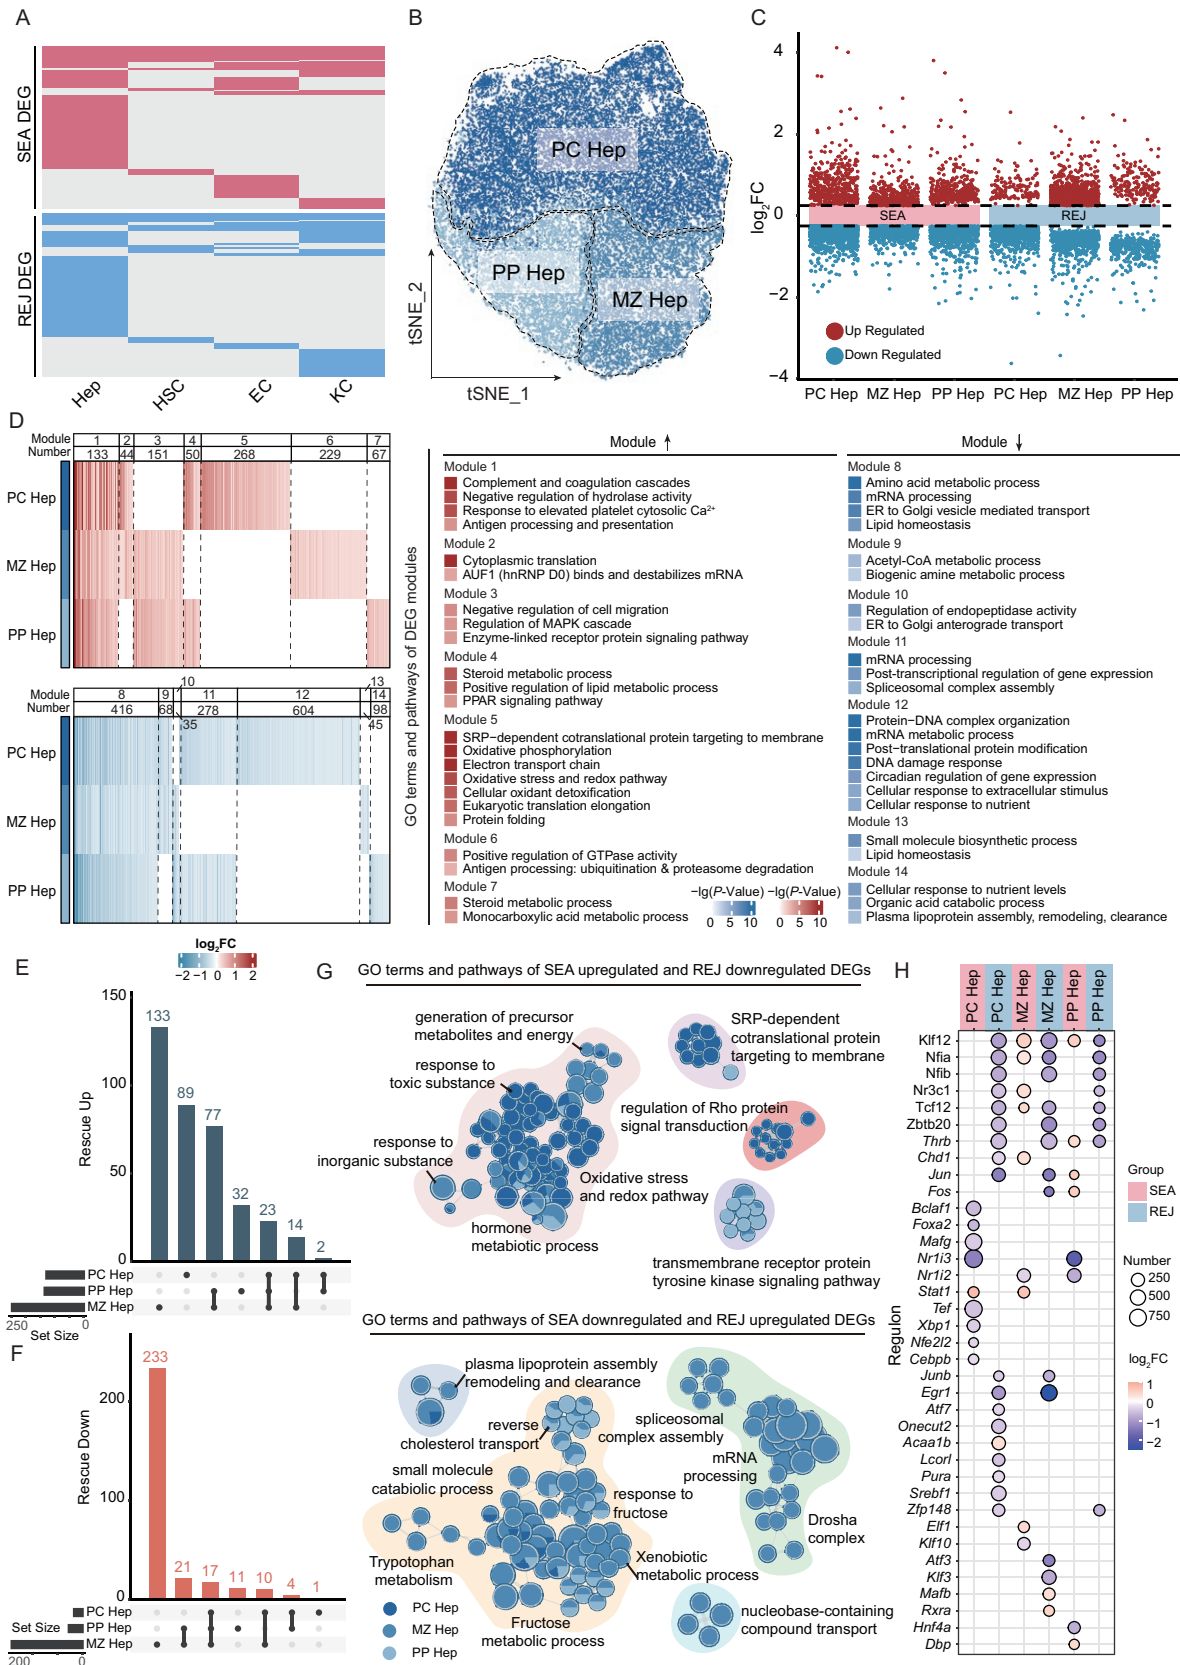 A
SEA DEG
REJ DEG
Hep
HSC
EC
KC
B
PC Hep
PP Hep
MZ Hep
tSNE_2
tSNE_1
C
log2FC
4
2
0
−2
−4
SEA
REJ
Up Regulated
Down Regulated
PC Hep MZ Hep PP Hep PC Hep MZ Hep PP Hep
D
Module 1 2 3 4 5 6 7
Number 133 44 151 50 268 229 67
PC Hep
MZ Hep
PP Hep
10 13
Module 8 9 11 12 14
Number 416 68 278 604 98
35 45
PC Hep
MZ Hep
PP Hep
log2FC
−2 −1 0 1 2
GO terms and pathways of DEG modules
Module ↑
Module 1
Complement and coagulation cascades
Negative regulation of hydrolase activity
Response to elevated platelet cytosolic Ca2+
Antigen processing and presentation
Module 2
Cytoplasmic translation
AUF1 (hnRNP D0) binds and destabilizes mRNA
Module 3
Negative regulation of cell migration
Regulation of MAPK cascade
Enzyme-linked receptor protein signaling pathway
Module 4
Steroid metabolic process
Positive regulation of lipid metabolic process
PPAR signaling pathway
Module 5
SRP−dependent cotranslational protein targeting to membrane
Oxidative phosphorylation
Electron transport chain
Oxidative stress and redox pathway
Cellular oxidant detoxification
Eukaryotic translation elongation
Protein folding
Module 6
Positive regulation of GTPase activity
Antigen processing: ubiquitination & proteasome degradation
Module 7
Steroid metabolic process
Monocarboxylic acid metabolic process
−lg(P-Value) −lg(P-Value)
0 5 10 0 5 10
Module ↓
Module 8
Amino acid metabolic process
mRNA processing
ER to Golgi vesicle mediated transport
Lipid homeostasis
Module 9
Acetyl-CoA metabolic process
Biogenic amine metabolic process
Module 10
Regulation of endopeptidase activity
ER to Golgi anterograde transport
Module 11
mRNA processing
Post-transcriptional regulation of gene expression
Spliceosomal complex assembly
Module 12
Protein−DNA complex organization
mRNA metabolic process
Post−translational protein modification
DNA damage response
Circadian regulation of gene expression
Cellular response to extracellular stimulus
Cellular response to nutrient
Module 13
Small molecule biosynthetic process
Lipid homeostasis
Module 14
Cellular response to nutrient levels
Organic acid catabolic process
Plasma lipoprotein assembly, remodeling, clearance
E
Rescue Up
150
100
50
0
133
89
77
32
23
14
2
PC Hep
PP Hep
MZ Hep
250 0
Set Size
F
Rescue Down
200
100
0
233
21
17
11
10
4
1
PC Hep
Set Size PP Hep
MZ Hep
200 0
G
GO terms and pathways of SEA upregulated and REJ downregulated DEGs
generation of precursor
metabolites and energy
response to
toxic substance
response to
inorganic substance
Oxidative stress
and redox pathway
hormone
metabiotic process
SRP-dependent
cotranslational protein
targeting to membrane
regulation of Rho protein
signal transduction
transmembrane receptor protein
tyrosine kinase signaling pathway
GO terms and pathways of SEA downregulated and REJ upregulated DEGs
plasma lipoprotein assembly
remodeling and clearance
reverse
cholesterol transport
small molecule
catabiolic process
response to
fructose
Trypotophan
metabolism
Xenobiotic
metabolic process
Fructose
metabolic process
spliceosomal
complex assembly
mRNA
processing
Drosha
complex
nucleobase-containing
compound transport
PC Hep
MZ Hep
PP Hep
H
PC Hep
PC Hep
MZ Hep
MZ Hep
PP Hep
PP Hep
Regulon
Klf12
Nfia
Nfib
Nr3c1
Tcf12
Zbtb20
Thrb
Chd1
Jun
Fos
Bclaf1
Foxa2
Mafg
Nr1i3
Nr1i2
Stat1
Tef
Xbp1
Nfe2l2
Cebpb
Junb
Egr1
Atf7
Onecut2
Acaa1b
Lcorl
Pura
Srebf1
Zfp148
Elf1
Klf10
Atf3
Klf3
Mafb
Rxra
Hnf4a
Dbp
Group
SEA
REJ
Number
250
500
750
log2FC
1
0
−1
−2